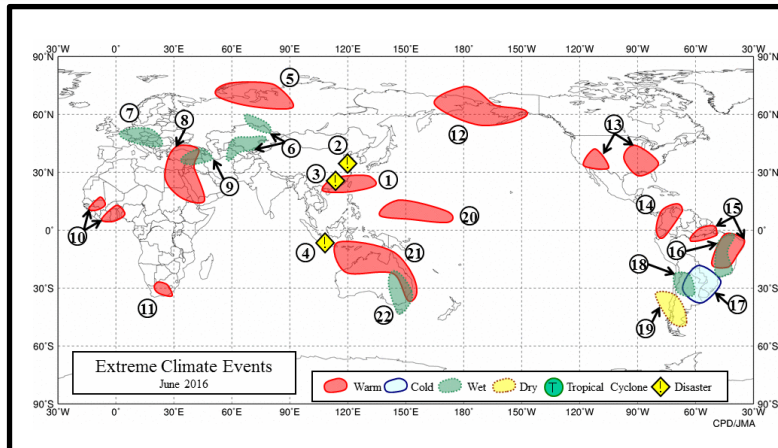 30°W 0° 30°E 60°E 90°E 120°E 150°E 180° 150°W 120°W 90°W 60°W 30°W
90°N 90°N
60°N 60°N
30°N 30°N
0° 0°
30°S 30°S
60°S 60°S
90°S 90°S
5
7 8 2 12 13
6
3 1
9
10 20 14 15
16
4 21 18
11 22 19 17
Extreme Climate Events
June 2016
Warm Cold Wet Dry T Tropical Cyclone ! Disaster
30°W 0° 30°E 60°E 90°E 120°E 150°E 180° 150°W 120°W 90°W 60°W 30°W
CPD/JMA